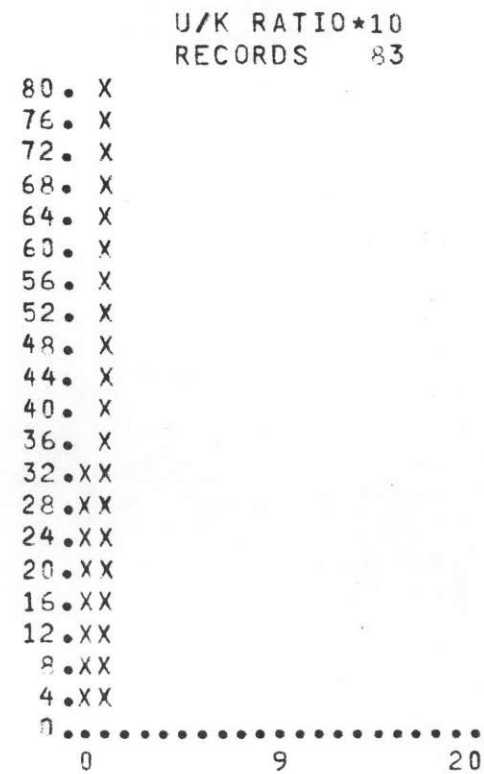 U/K RATIO*10
RECORDS 83
80. X
76. X
72. X
68. X
64. X
60. X
56. X
52. X
48. X
44. X
40. X
36. X
32.XX
28.XX
24.XX
20.XX
16.XX
12.XX
8.XX
4.XX
0......................
0 9 20